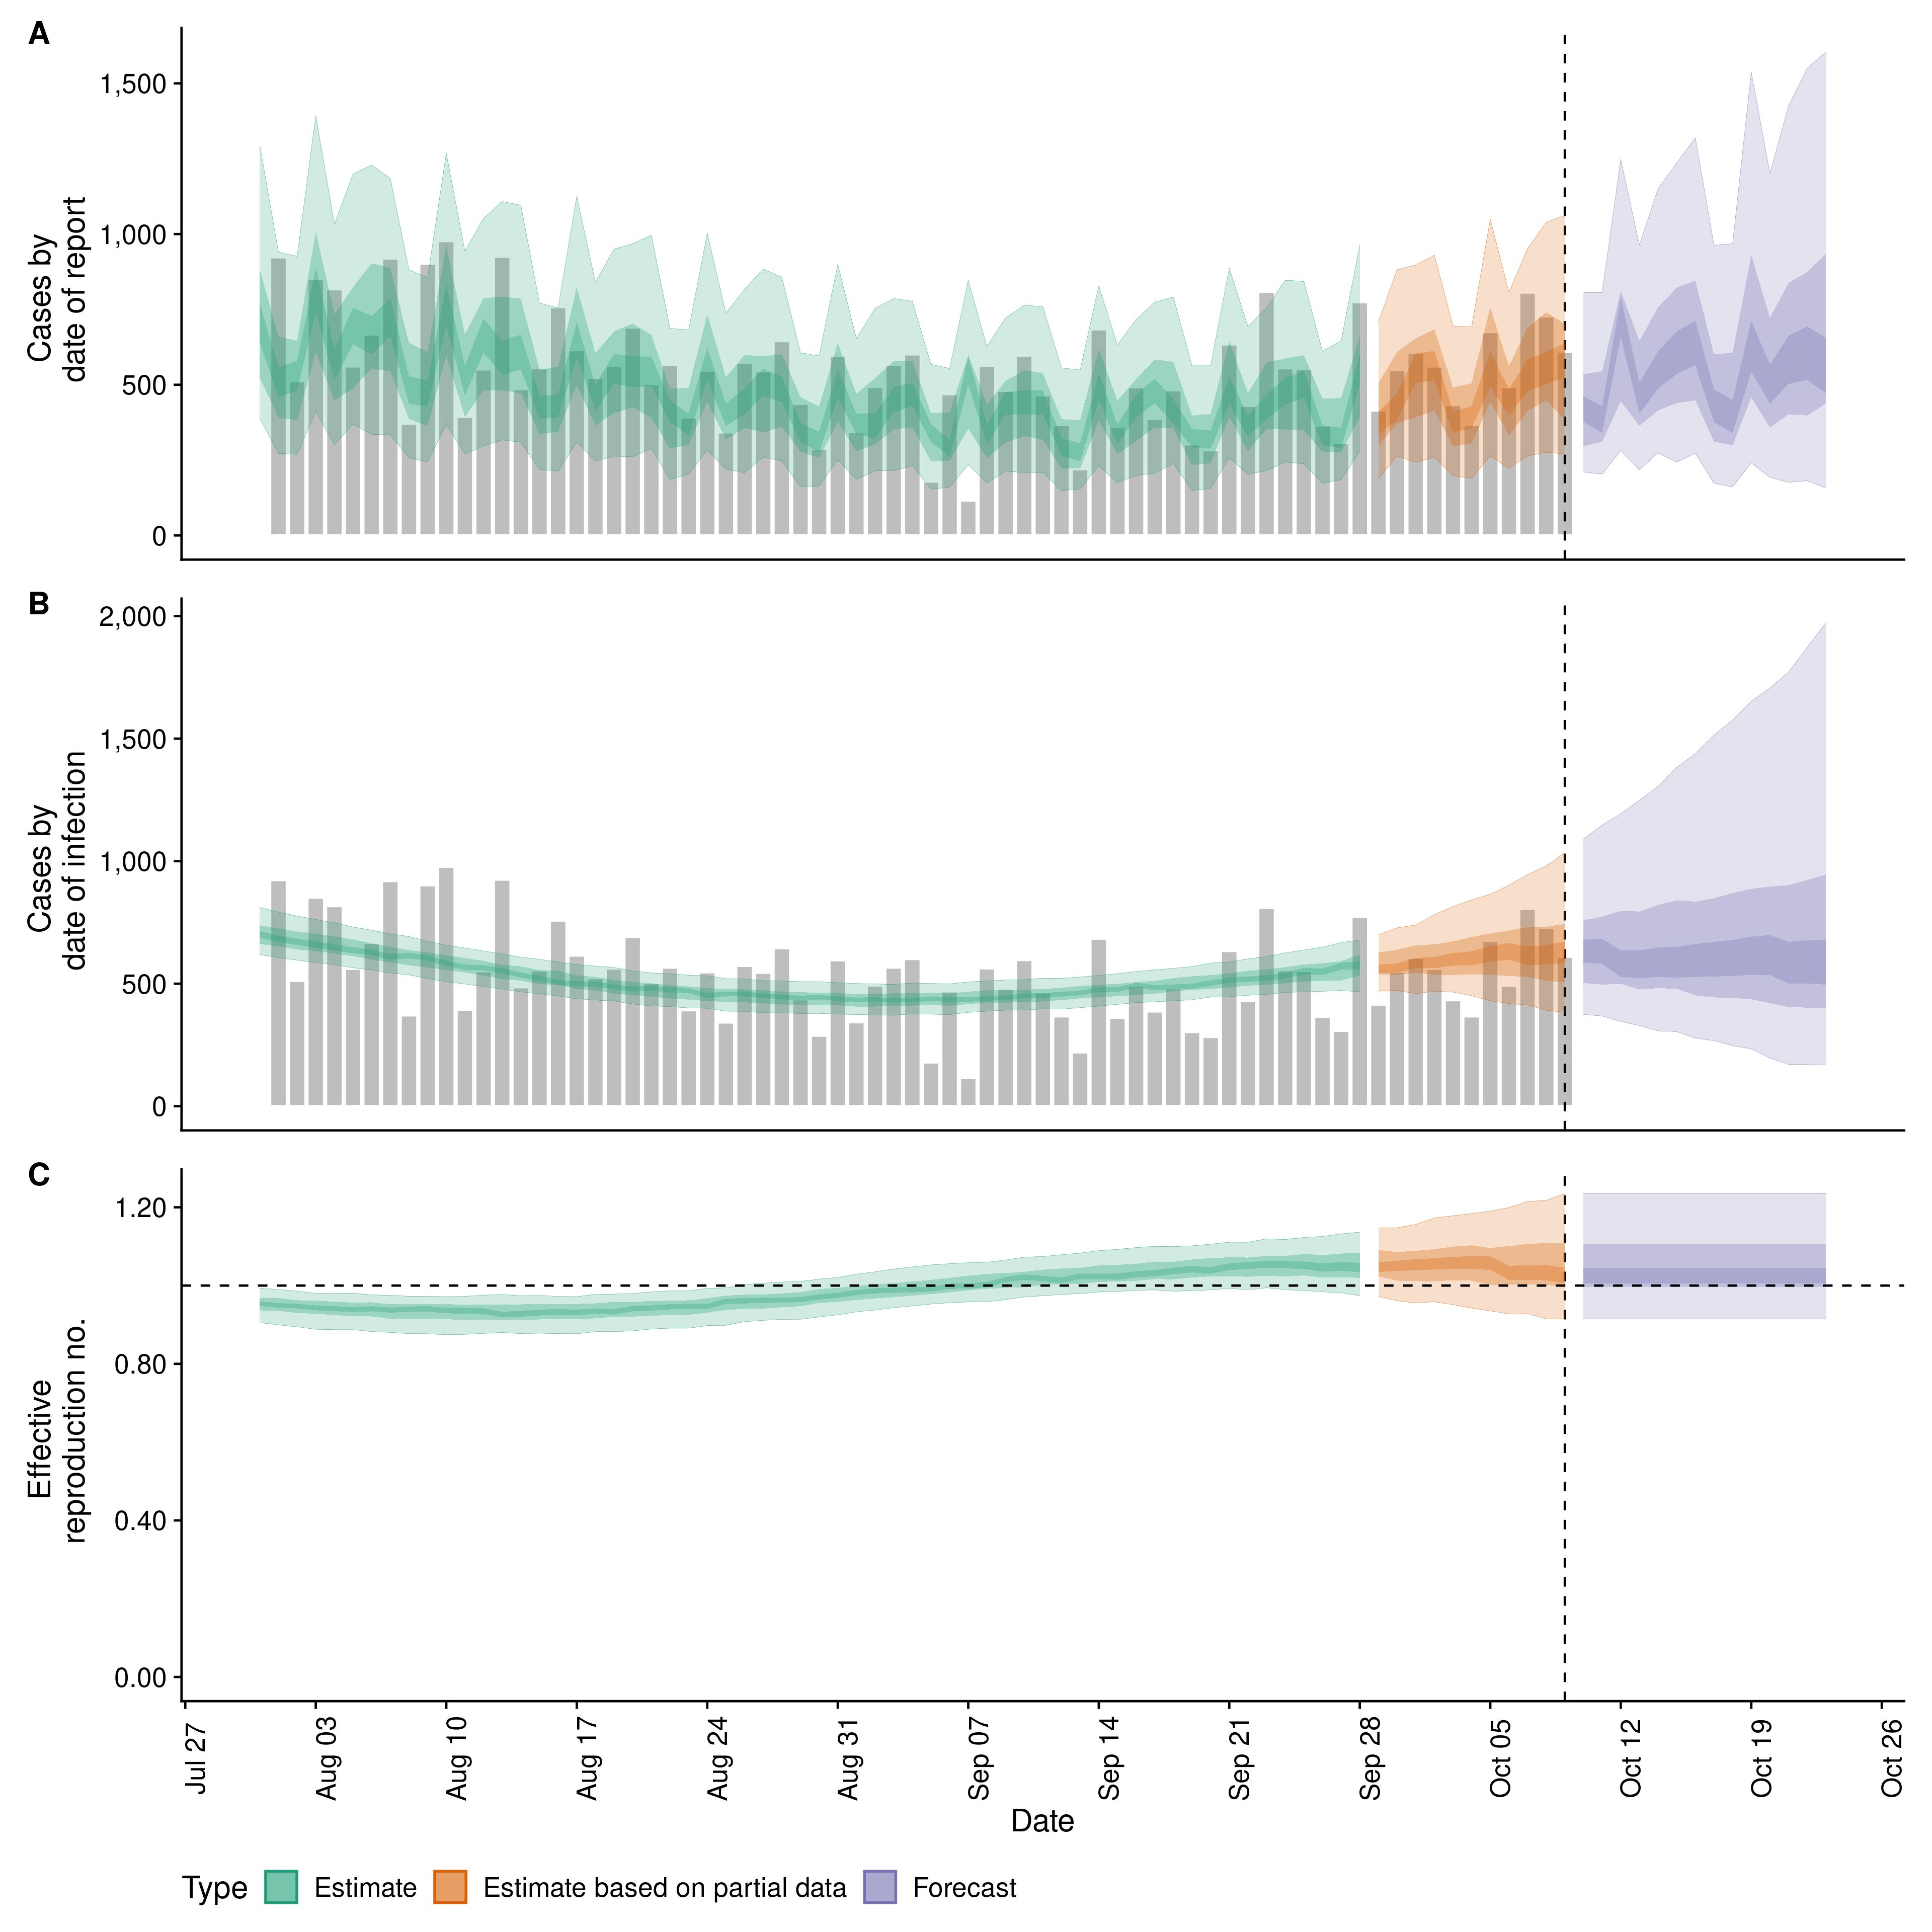 A
1,500
1,000
500
0
Cases by
date of report
B
2,000
1,500
1,000
500
0
Cases by
date of infection
C
1.20
0.80
0.40
0.00
Effective
reproduction no.
Jul 27
Aug 03
Aug 10
Aug 17
Aug 24
Aug 31
Sep 07
Sep 14
Sep 21
Sep 28
Oct 05
Oct 12
Oct 19
Oct 26
Date
Type Estimate Estimate based on partial data Forecast